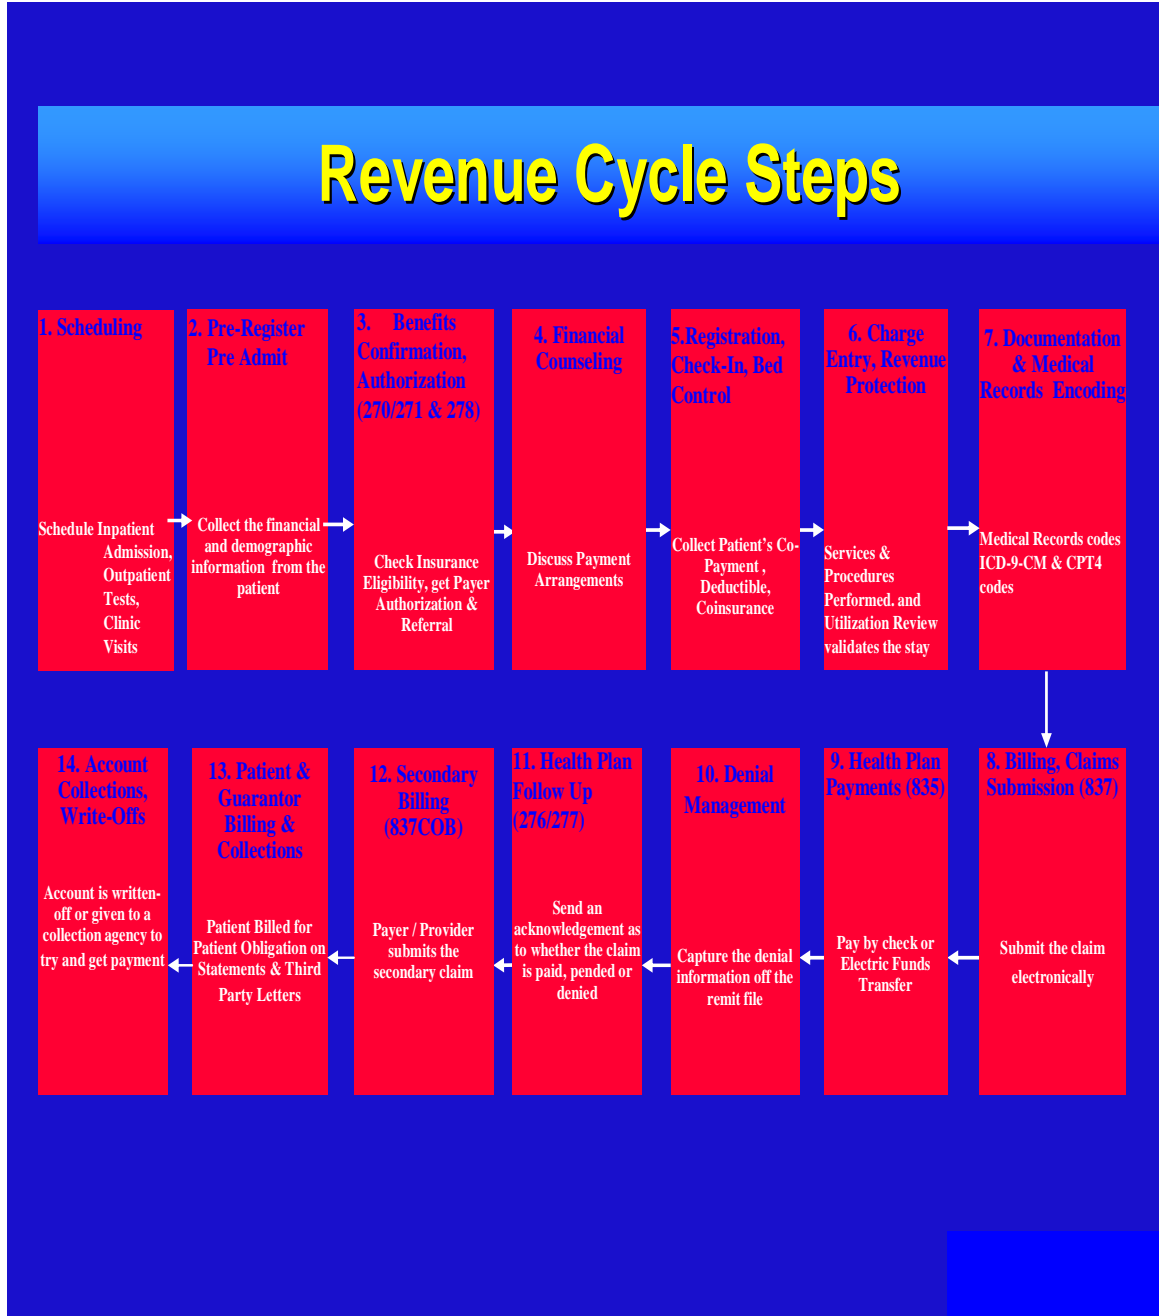 Revenue Cycle Steps
1. Scheduling
Schedule Inpatient
Admission,
Outpatient
Tests,
Clinic
Visits
2. Pre-Register
Pre Admit
Collect the financial
and demographic
information from the
patient
3. Benefits
Confirmation,
Authorization
(270/271 & 278)
Check Insurance
Eligibility, get Payer
Authorization &
Referral
4. Financial
Counseling
Discuss Payment
Arrangements
5.Registration,
Check-In, Bed
Control
Collect Patient’s Co-
Payment ,
Deductible,
Coinsurance
6. Charge
Entry, Revenue
Protection
Services &
Procedures
Performed. and
Utilization Review
validates the stay
7. Documentation
& Medical
Records Encoding
Medical Records codes
ICD-9-CM & CPT4
codes
8. Billing, Claims
Submission (837)
Submit the claim
electronically
9. Health Plan
Payments (835)
Pay by check or
Electric Funds
Transfer
10. Denial
Management
Capture the denial
information off the
remit file
11. Health Plan
Follow Up
(276/277)
Send an
acknowledgement as
to whether the claim
is paid, pended or
denied
12. Secondary
Billing
(837COB)
Payer / Provider
submits the
secondary claim
13. Patient &
Guarantor
Billing &
Collections
Patient Billed for
Patient Obligation on
Statements & Third
Party Letters
14. Account
Collections,
Write-Offs
Account is written-
off or given to a
collection agency to
try and get payment